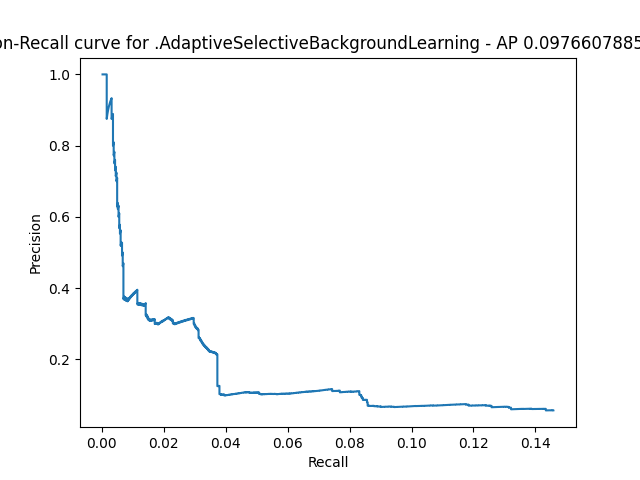 on-Recall curve for .AdaptiveSelectiveBackgroundLearning - AP 0.0976607885
1.0
0.8
0.6
0.4
0.2
Precision
0.00 0.02 0.04 0.06 0.08 0.10 0.12 0.14
Recall